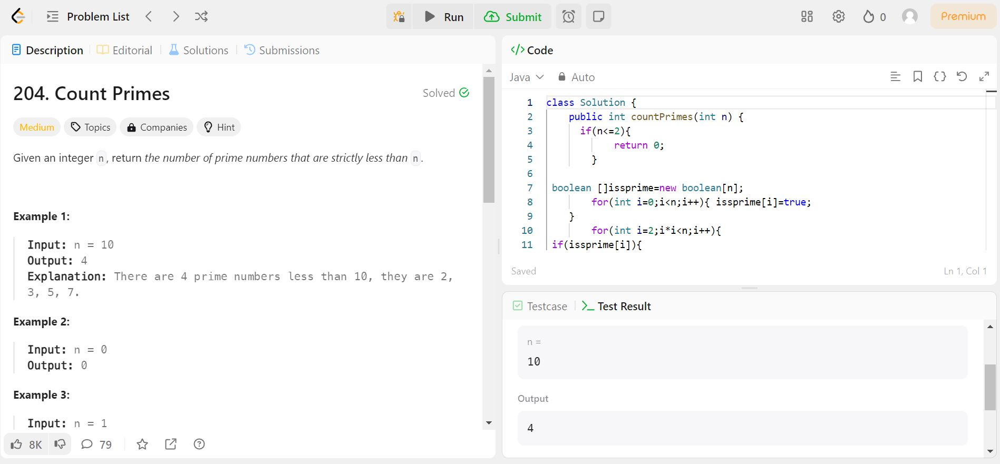 Problem List
Run
Submit
0
Premium
Description
Editorial
Solutions
Submissions
204. Count Primes
Solved
Medium
Topics
Companies
Hint
Given an integer n, return the number of prime numbers that are strictly less than n.
Example 1:
Input: n = 10
Output: 4
Explanation: There are 4 prime numbers less than 10, they are 2,
3, 5, 7.
Example 2:
Input: n = 0
Output: 0
Example 3:
Input: n = 1
8K
79
</> Code
Java
Auto
1 class Solution {
2 public int countPrimes(int n) {
3 if(n<=2){
4 return 0;
5 }
6
7 boolean []issprime=new boolean[n];
8 for(int i=0;i<n;i++){ issprime[i]=true;
9 }
10 for(int i=2;i*i<n;i++){
11 if(issprime[i]){
Saved
Ln 1, Col 1
Testcase
Test Result
n =
10
Output
4